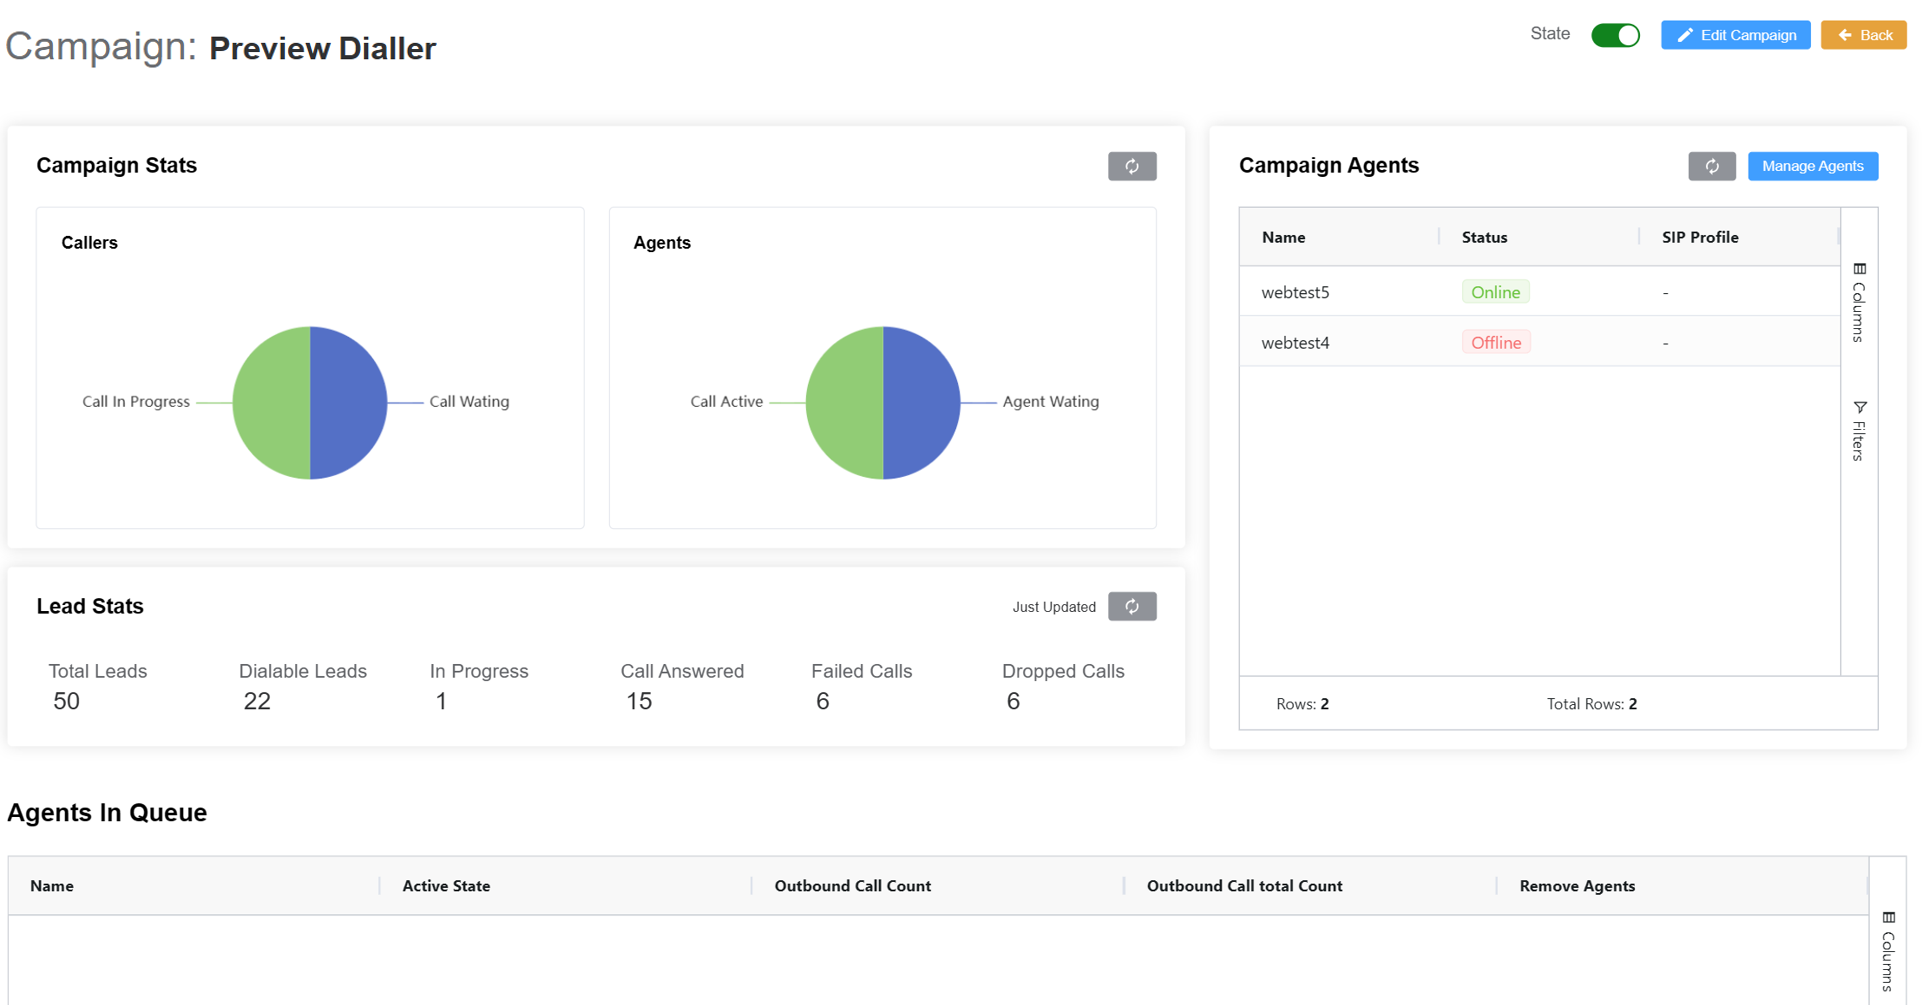 Campaign: Preview Dialler
State
Edit Campaign
Back
Campaign Stats
Callers
Call In Progress
Call Wating
Agents
Call Active
Agent Wating
Lead Stats
Just Updated
Total Leads
50
Dialable Leads
22
In Progress
1
Call Answered
15
Failed Calls
6
Dropped Calls
6
Campaign Agents
Manage Agents
Name Status SIP Profile
webtest5 Online -
webtest4 Offline -
Columns
Filters
Rows: 2 Total Rows: 2
Agents In Queue
Name Active State Outbound Call Count Outbound Call total Count Remove Agents
Columns